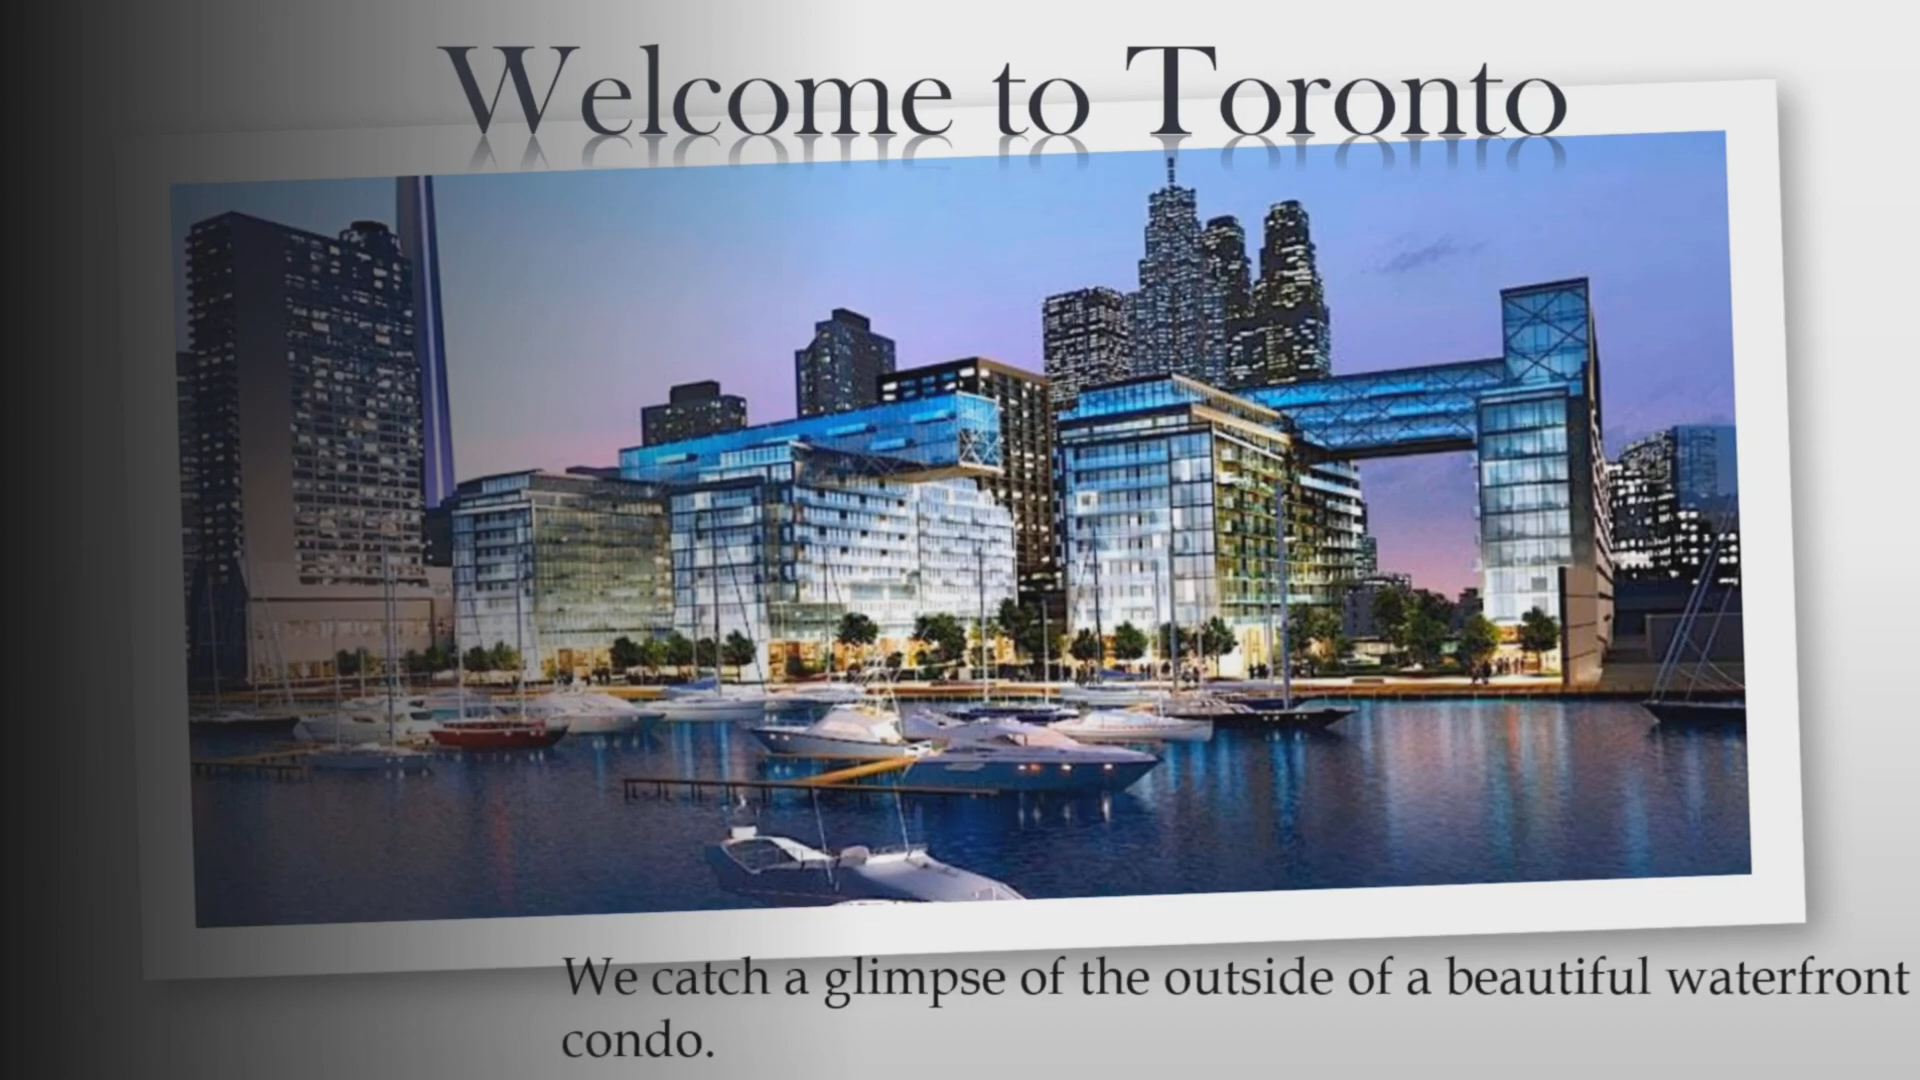 Welcome to Toronto
We catch a glimpse of the outside of a beautiful waterfront
condo.